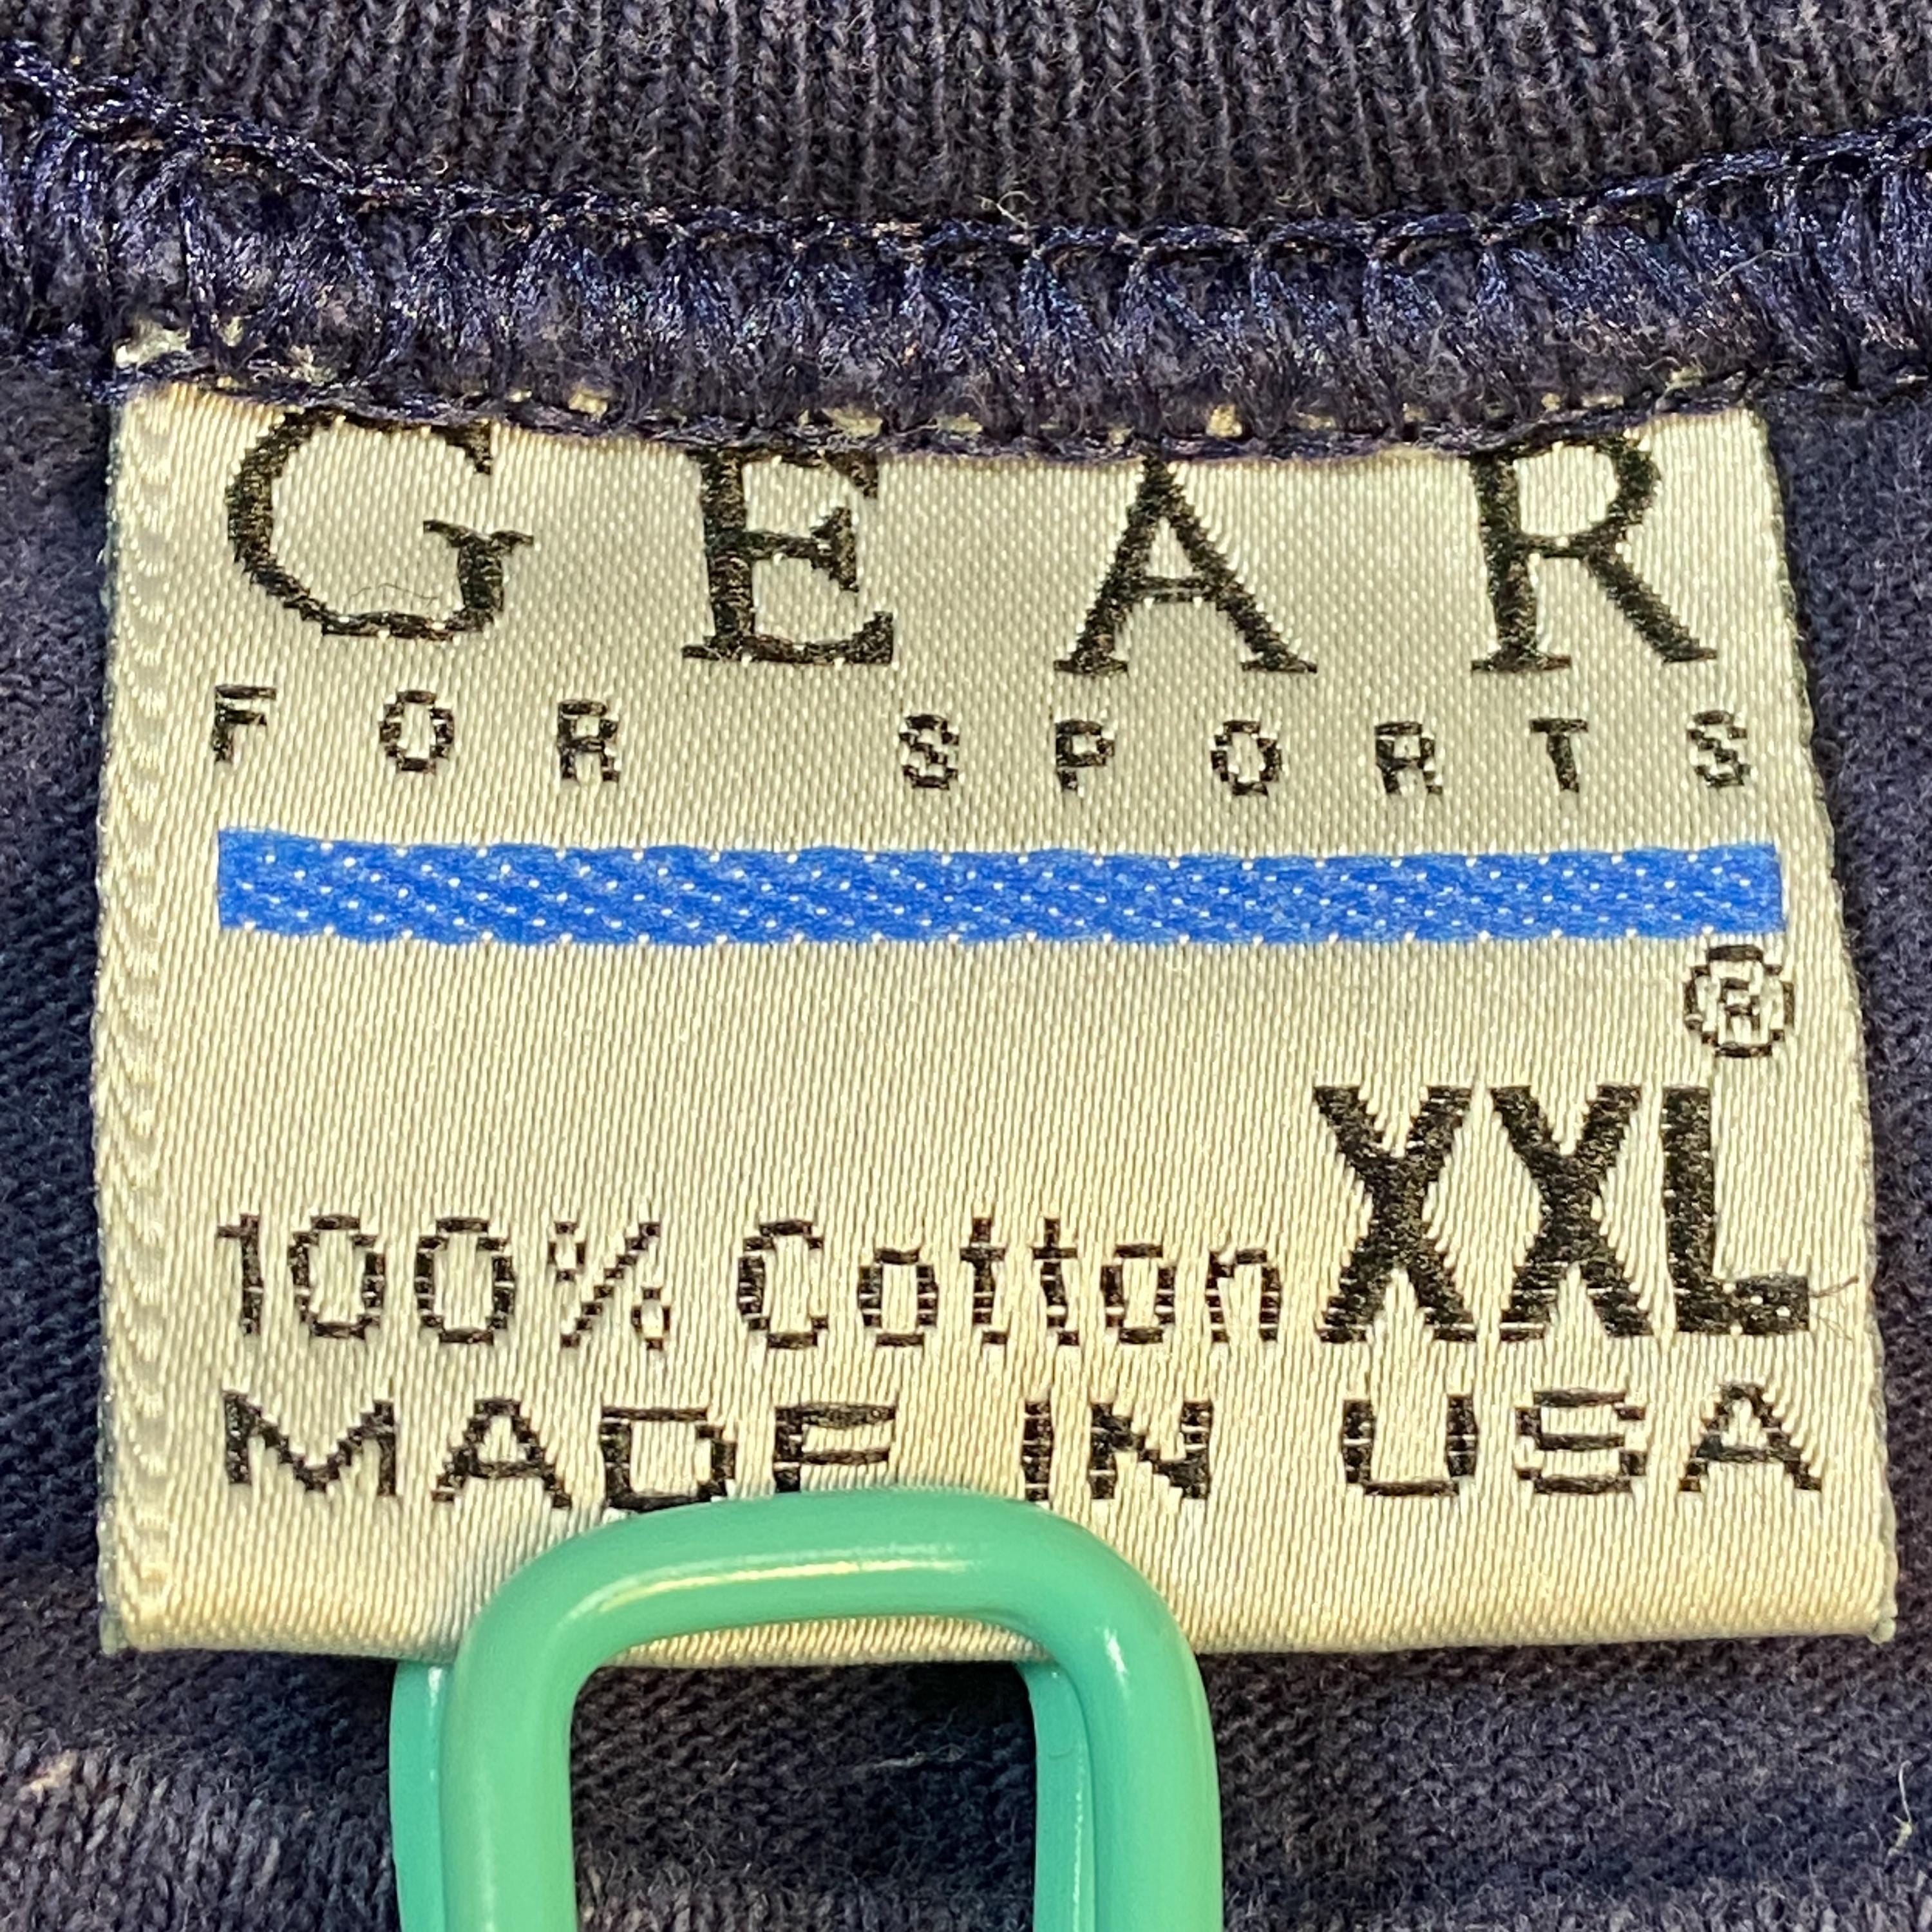 GEAR
FOR SPORTS
®
XXL
100% Cotton
MADE IN USA